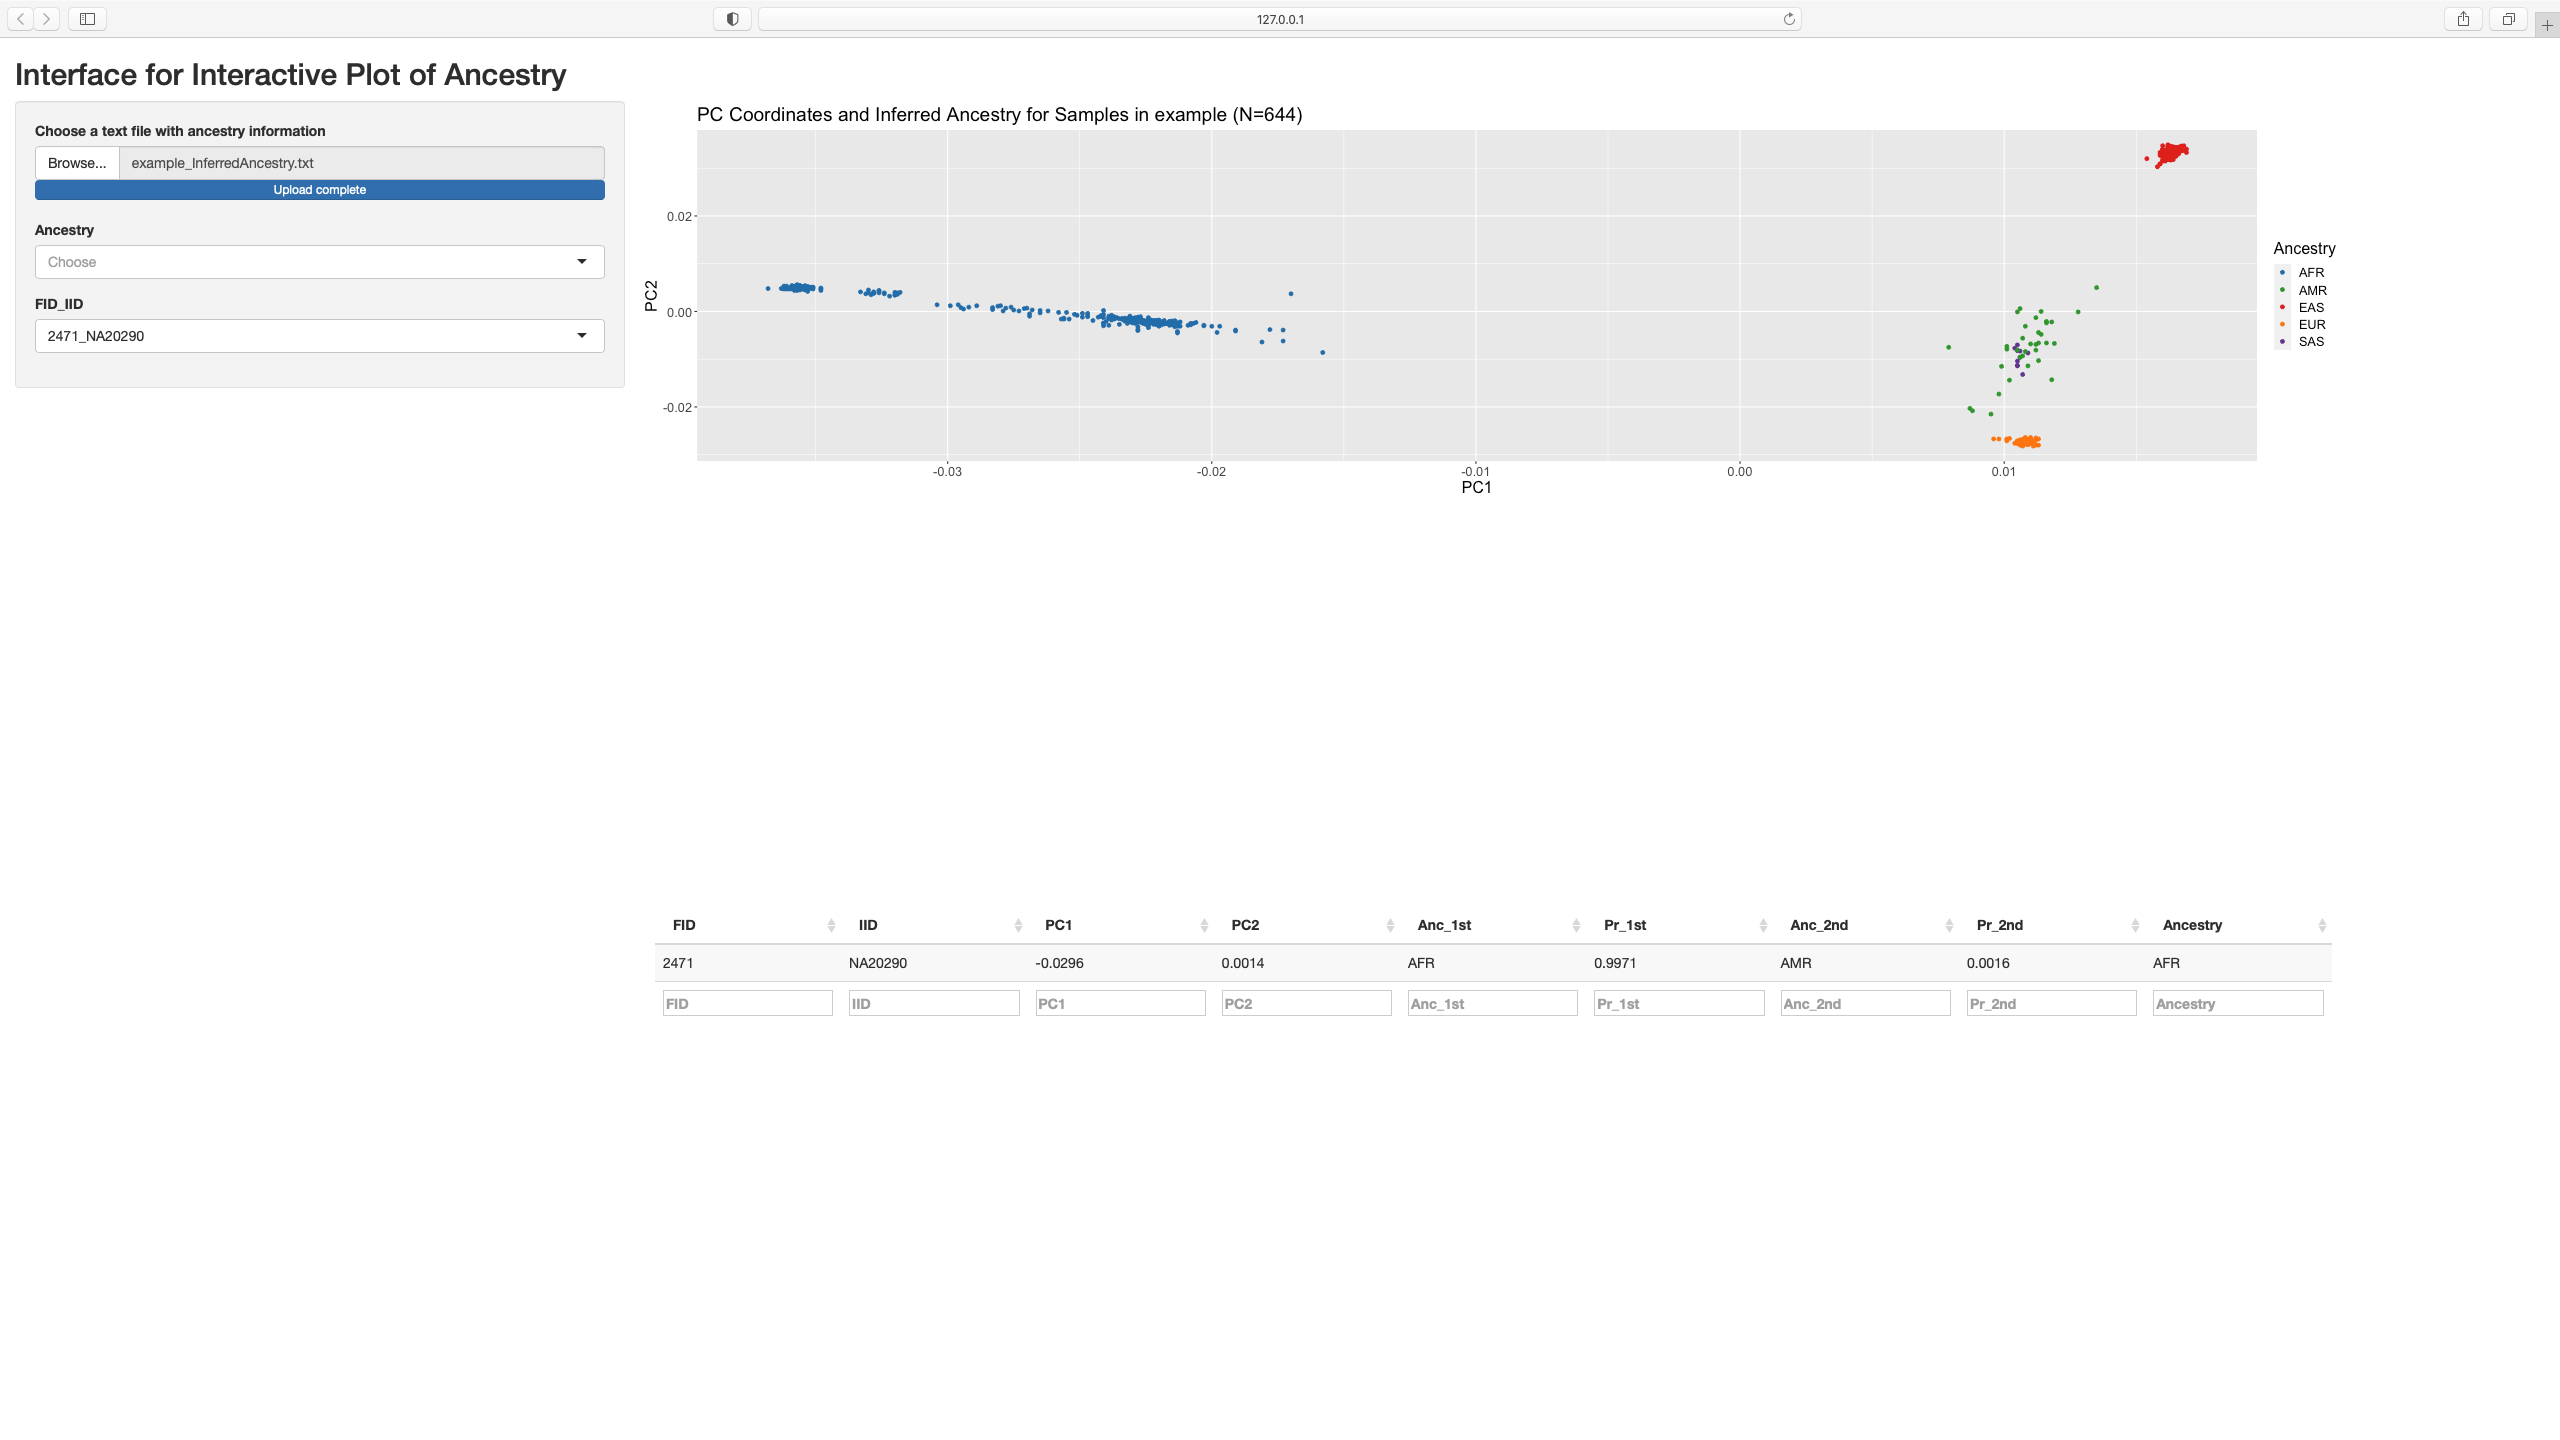 127.0.0.1
Interface for Interactive Plot of Ancestry
Choose a text file with ancestry information
Browse... example_InferredAncestry.txt
Upload complete
Ancestry
Choose
FID_IID
2471_NA20290
PC Coordinates and Inferred Ancestry for Samples in example (N=644)
PC2
0.02
0.00
-0.02
-0.03 -0.02 -0.01 0.00 0.01
PC1
Ancestry
AFR
AMR
EAS
EUR
SAS
FID IID PC1 PC2 Anc_1st Pr_1st Anc_2nd Pr_2nd Ancestry
2471 NA20290 -0.0296 0.0014 AFR 0.9971 AMR 0.0016 AFR
FID IID PC1 PC2 Anc_1st Pr_1st Anc_2nd Pr_2nd Ancestry